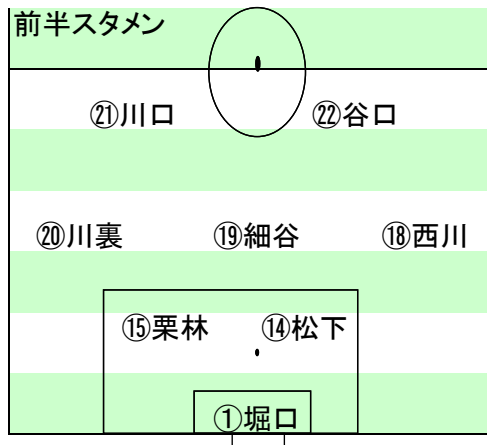 前半スタメン
㉑川口 ㉒谷口
⑳川裏 ⑲細谷 ⑱西川
⑮栗林 ⑭松下
①堀口